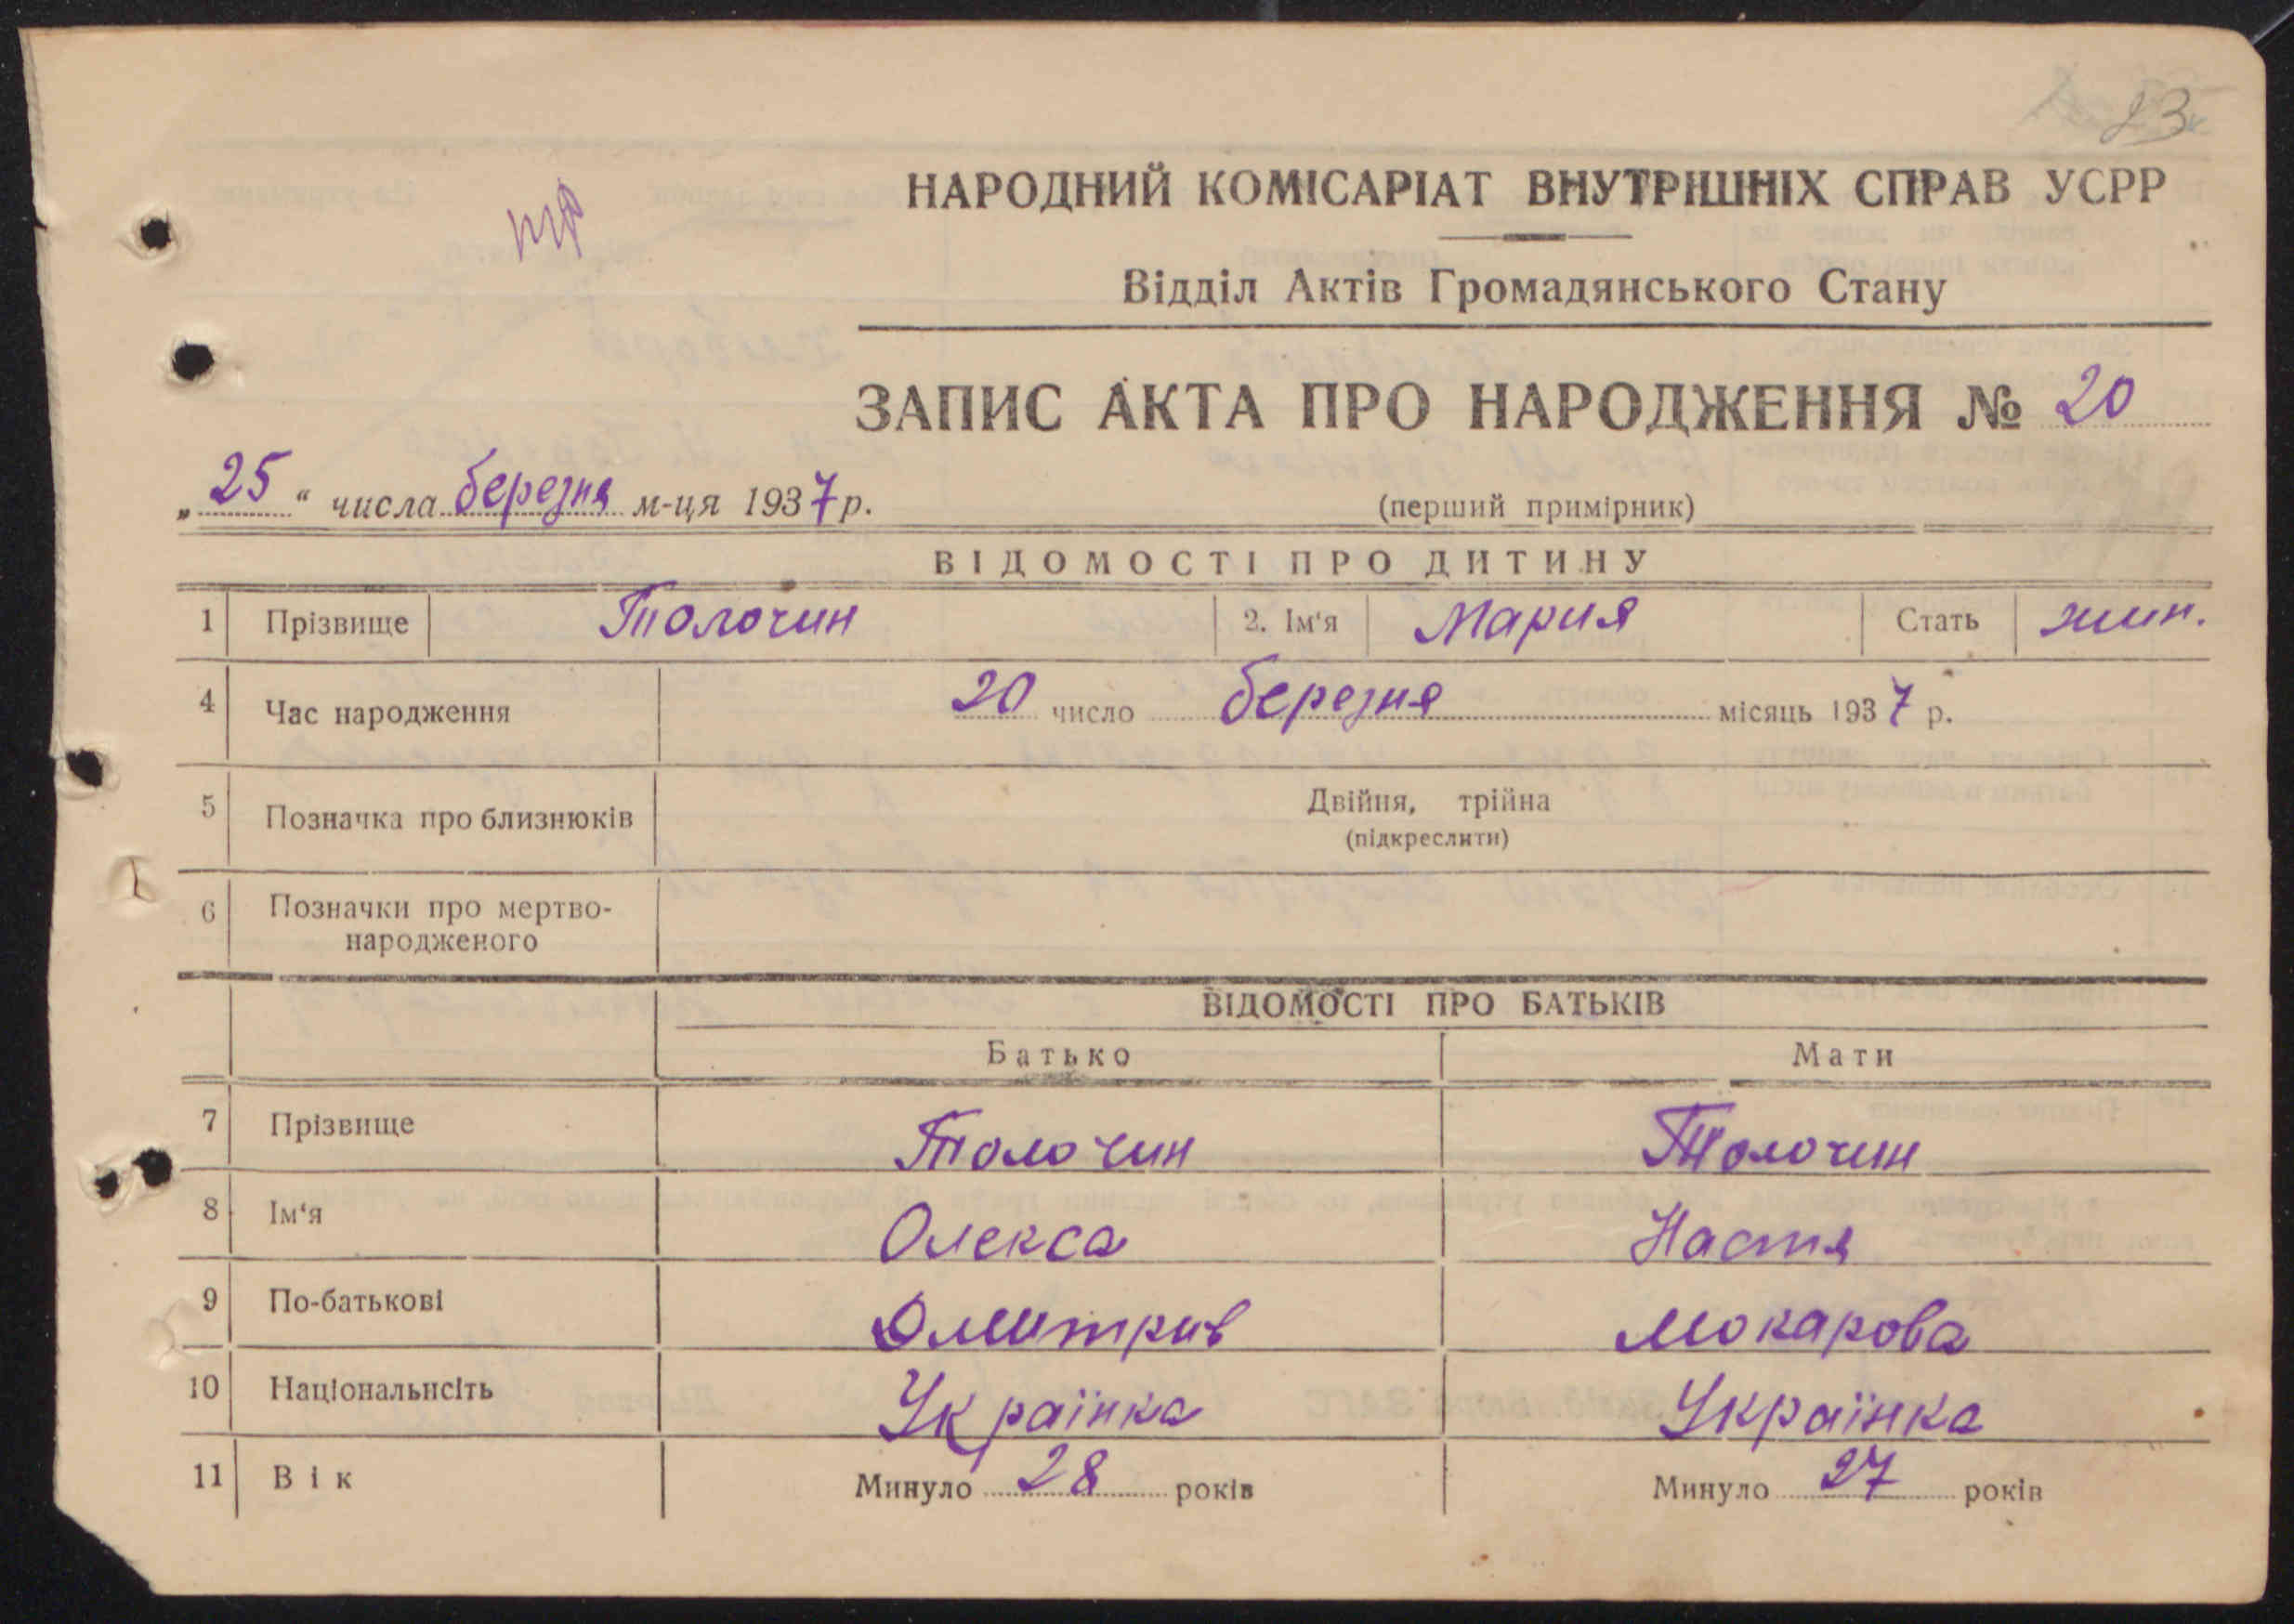 23
НАРОДНИЙ КОМІСАРІАТ ВНУТРІШНІХ СПРАВ УСРР
Відділ Актів Громадянського Стану
ЗАПИС АКТА ПРО НАРОДЖЕННЯ № 20
„25“ числа березня м-ця 1937 р.
(перший примірник)
ВІДОМОСТІ ПРО ДИТИНУ
1 Прізвище Толочин 2. Ім'я Мария Стать жин.
4 Час народження 20 число березня місяць 1937 р.
5 Позначка про близнюків Двійня, трійна
(підкреслити)
6 Позначки про мертво-
народженого
ВІДОМОСТІ ПРО БАТЬКІВ
Батько Мати
7 Прізвище Толочин Толочин
8 Ім'я Олекса Настя
9 По-батькові Дмитрив Мокарова
10 Національнсіть Українка Українка
11 Вік Минуло 28 років Минуло 27 років